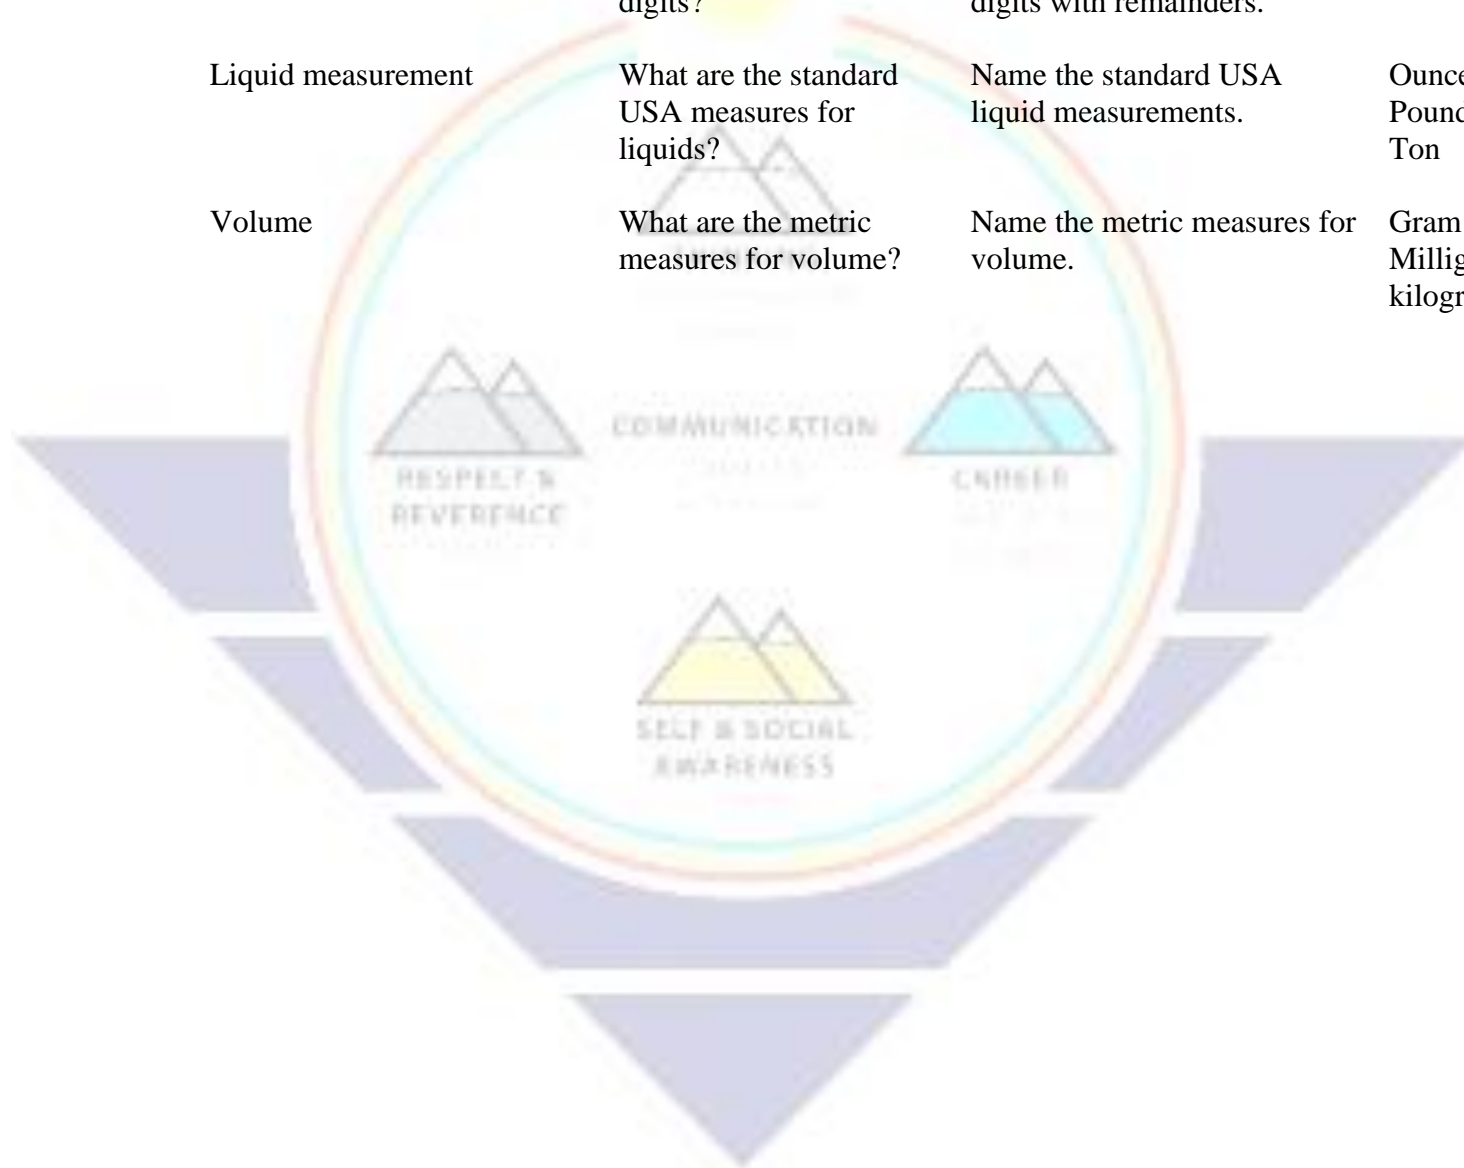 digits?
digits with remainders.
Liquid measurement
What are the standard
USA measures for
liquids?
Name the standard USA
liquid measurements.
Ounce
Pound
Ton
Volume
What are the metric
measures for volume?
Name the metric measures for
volume.
Gram
Millig
kilogr
COMMUNICATION
RESPECT &
REVERENCE
CAREER
SELF & SOCIAL
AWARENESS